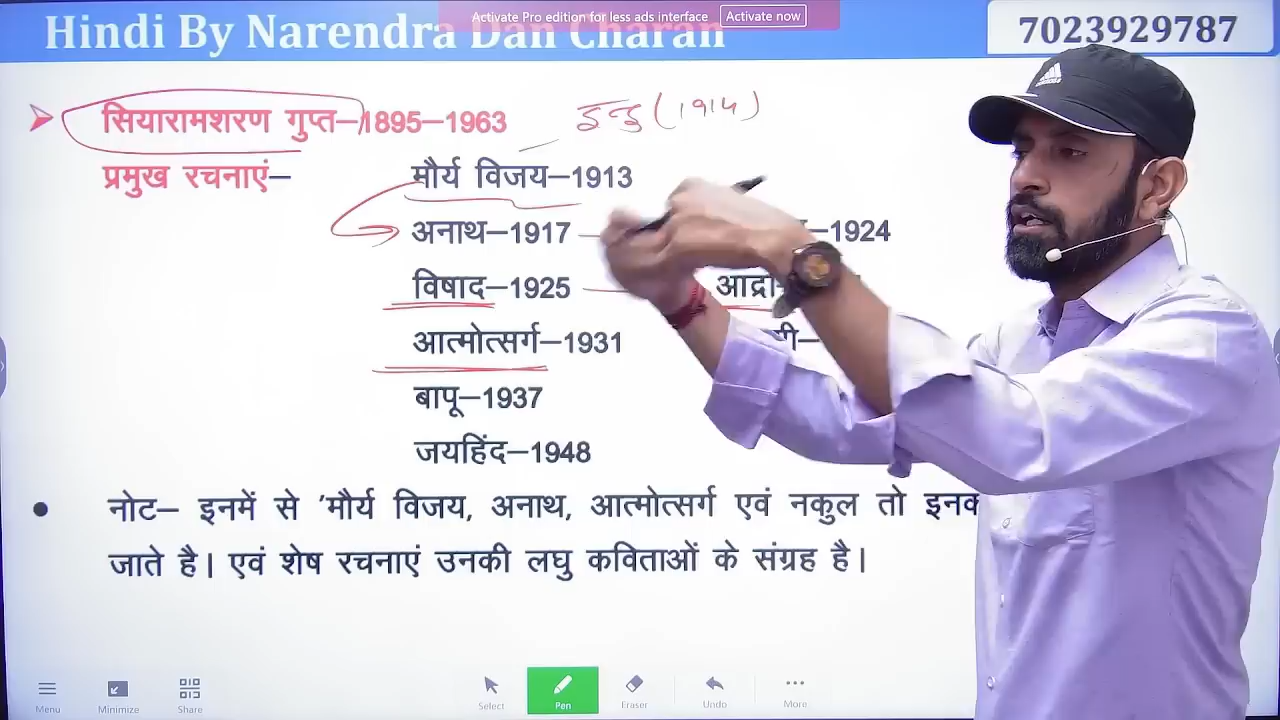 Activate Pro edition for less ads interface Activate now
Hindi By Narendra Dan Charan 7023929787
सियारामशरण गुप्त–1895–1963 इन्दु (1914)
प्रमुख रचनाएं– मौर्य विजय–1913
अनाथ–1917 –1924
विषाद–1925 आर्द्रा
आत्मोत्सर्ग–1931
बापू–1937
जयहिंद–1948
नोट– इनमें से 'मौर्य विजय, अनाथ, आत्मोत्सर्ग एवं नकुल तो
जाते है। एवं शेष रचनाएं उनकी लघु कविताओं के संग्रह है।
Menu Minimize Share Select Pen Eraser Undo More